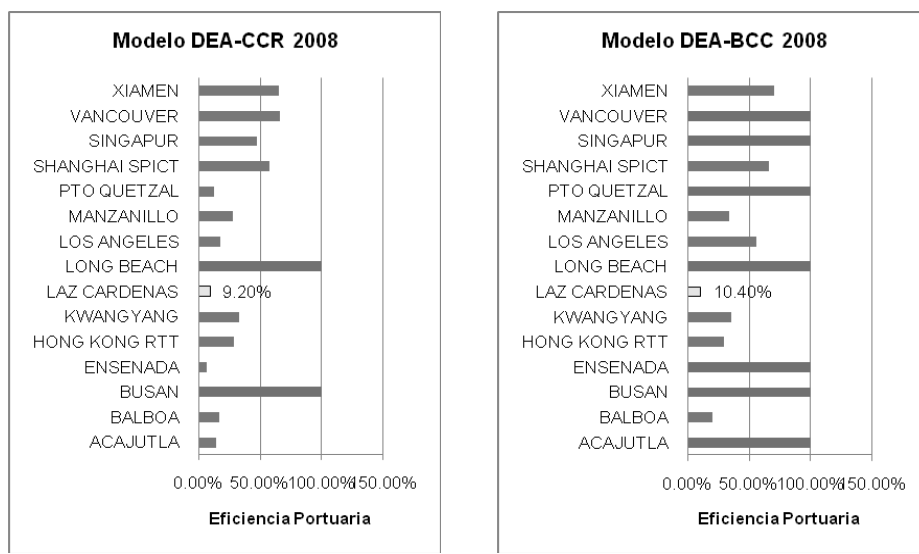 Modelo DEA-CCR 2008
XIAMEN
VANCOUVER
SINGAPUR
SHANGHAI SPICT
PTO QUETZAL
MANZANILLO
LOS ANGELES
LONG BEACH
LAZ CARDENAS 9.20%
KWANGYANG
HONG KONG RTT
ENSENADA
BUSAN
BALBOA
ACAJUTLA
0.00% 50.00% 100.00% 150.00%
Eficiencia Portuaria
Modelo DEA-BCC 2008
XIAMEN
VANCOUVER
SINGAPUR
SHANGHAI SPICT
PTO QUETZAL
MANZANILLO
LOS ANGELES
LONG BEACH
LAZ CARDENAS 10.40%
KWANGYANG
HONG KONG RTT
ENSENADA
BUSAN
BALBOA
ACAJUTLA
0.00% 50.00% 100.00% 150.00%
Eficiencia Portuaria